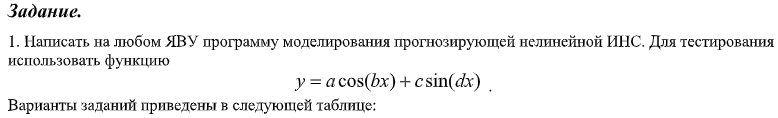 Задание.
1. Написать на любом ЯВУ программу моделирования прогнозирующей нелинейной ИНС. Для тестирования
использовать функцию
y = a cos(bx) + c sin(dx) .
Варианты заданий приведены в следующей таблице: